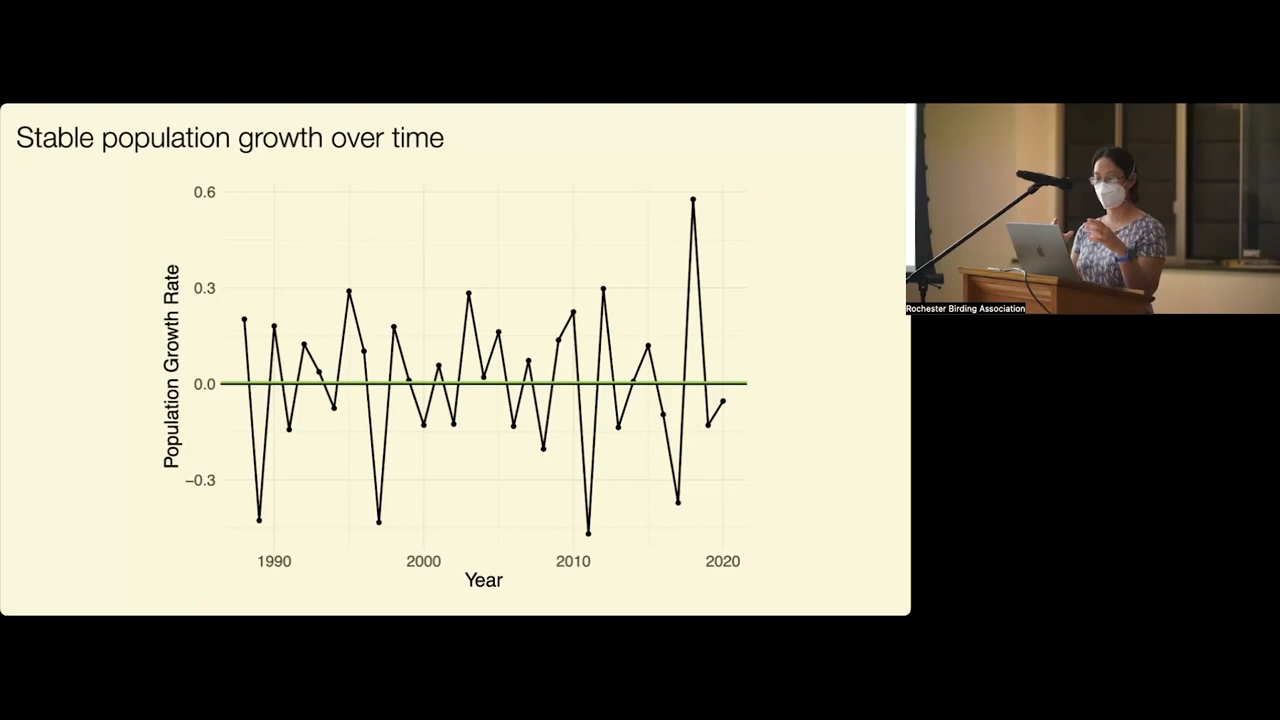 Stable population growth over time
0.6
0.3
0.0
−0.3
Population Growth Rate
1990 2000 2010 2020
Year
Rochester Birding Association